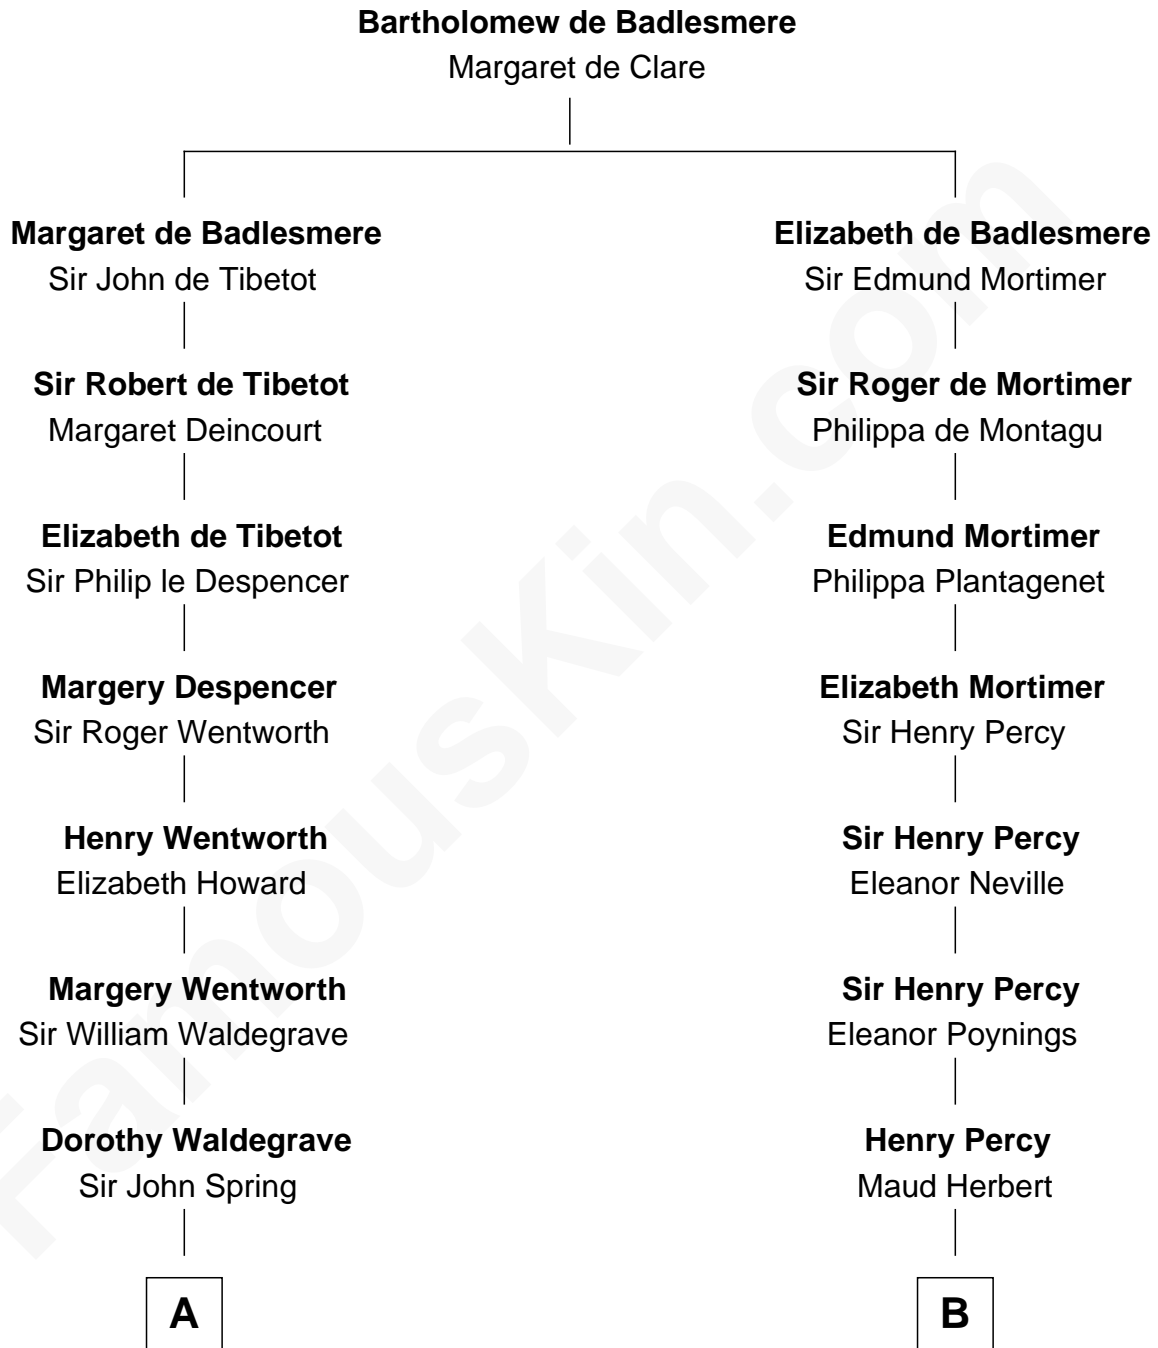 Bartholomew de Badlesmere
Margaret de Clare
Margaret de Badlesmere
Sir John de Tibetot
Elizabeth de Badlesmere
Sir Edmund Mortimer
Sir Robert de Tibetot
Margaret Deincourt
Sir Roger de Mortimer
Philippa de Montagu
Elizabeth de Tibetot
Sir Philip le Despencer
Edmund Mortimer
Philippa Plantagenet
Margery Despencer
Sir Roger Wentworth
Elizabeth Mortimer
Sir Henry Percy
Henry Wentworth
Elizabeth Howard
Sir Henry Percy
Eleanor Neville
Margery Wentworth
Sir William Waldegrave
Sir Henry Percy
Eleanor Poynings
Dorothy Waldegrave
Sir John Spring
Henry Percy
Maud Herbert
A
B
FamousKin.com